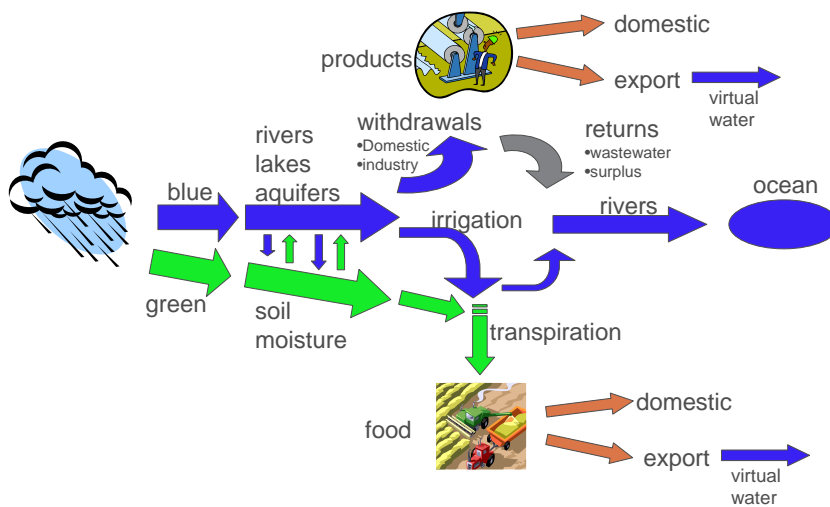 domestic
products
export
virtual
water
withdrawals
•Domestic
•industry
returns
•wastewater
•surplus
rivers
lakes
aquifers
blue
irrigation
rivers
ocean
green
soil
moisture
transpiration
food
domestic
export
virtual
water